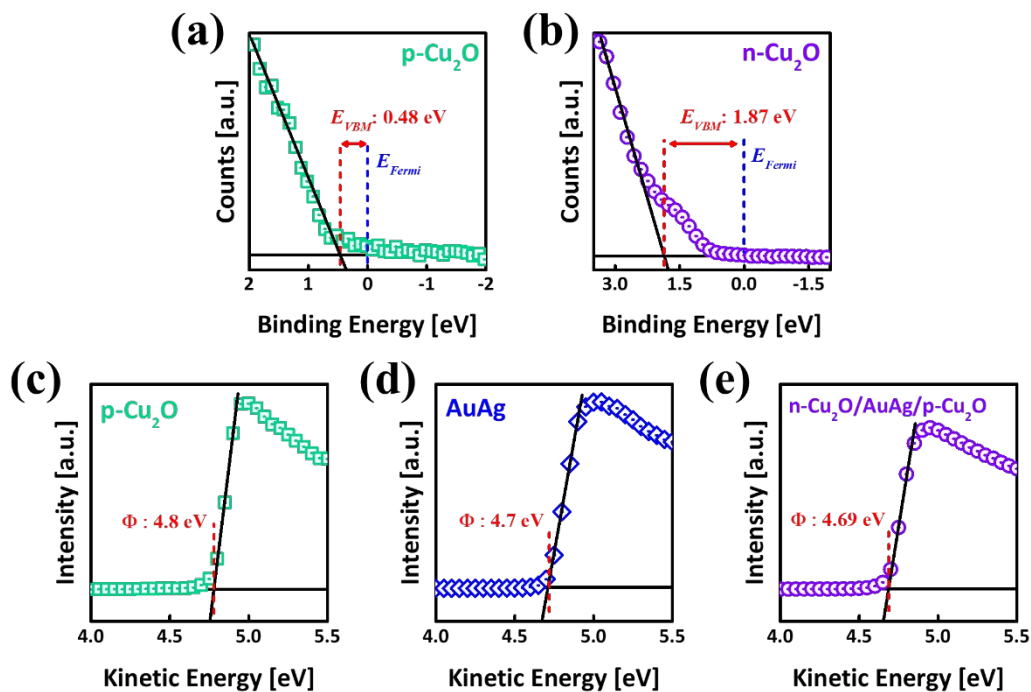 (a)
p-Cu₂O
Counts [a.u.]
E_VBM: 0.48 eV
E_Fermi
2 1 0 -1 -2
Binding Energy [eV]
(b)
n-Cu₂O
Counts [a.u.]
E_VBM: 1.87 eV
E_Fermi
3.0 1.5 0.0 -1.5
Binding Energy [eV]
(c)
p-Cu₂O
Intensity [a.u.]
Φ : 4.8 eV
4.0 4.5 5.0 5.5
Kinetic Energy [eV]
(d)
AuAg
Intensity [a.u.]
Φ : 4.7 eV
4.0 4.5 5.0 5.5
Kinetic Energy [eV]
(e)
n-Cu₂O/AuAg/p-Cu₂O
Intensity [a.u.]
Φ : 4.69 eV
4.0 4.5 5.0 5.5
Kinetic Energy [eV]